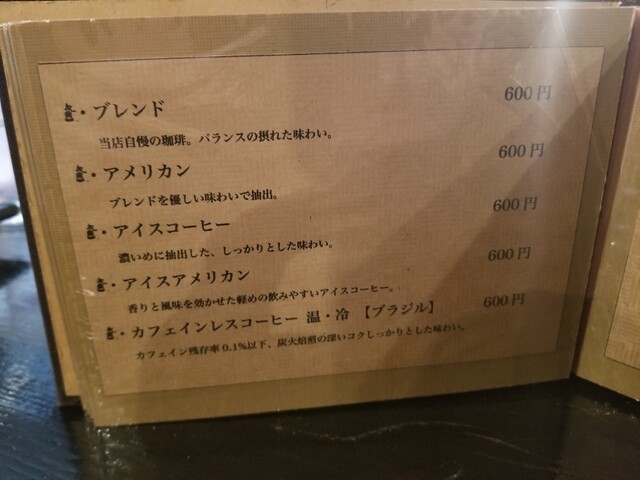 ・ブレンド 600円
当店自慢の珈琲。バランスの摂れた味わい。
・アメリカン 600円
ブレンドを優しい味わいで抽出。
・アイスコーヒー 600円
濃いめに抽出した、しっかりとした味わい。
・アイスアメリカン 600円
香りと風味を効かせた軽めの飲みやすいアイスコーヒー。
・カフェインレスコーヒー 温・冷 【ブラジル】 600円
カフェイン残存率0.1%以下、炭火焙煎の深いコクしっかりとした味わい。